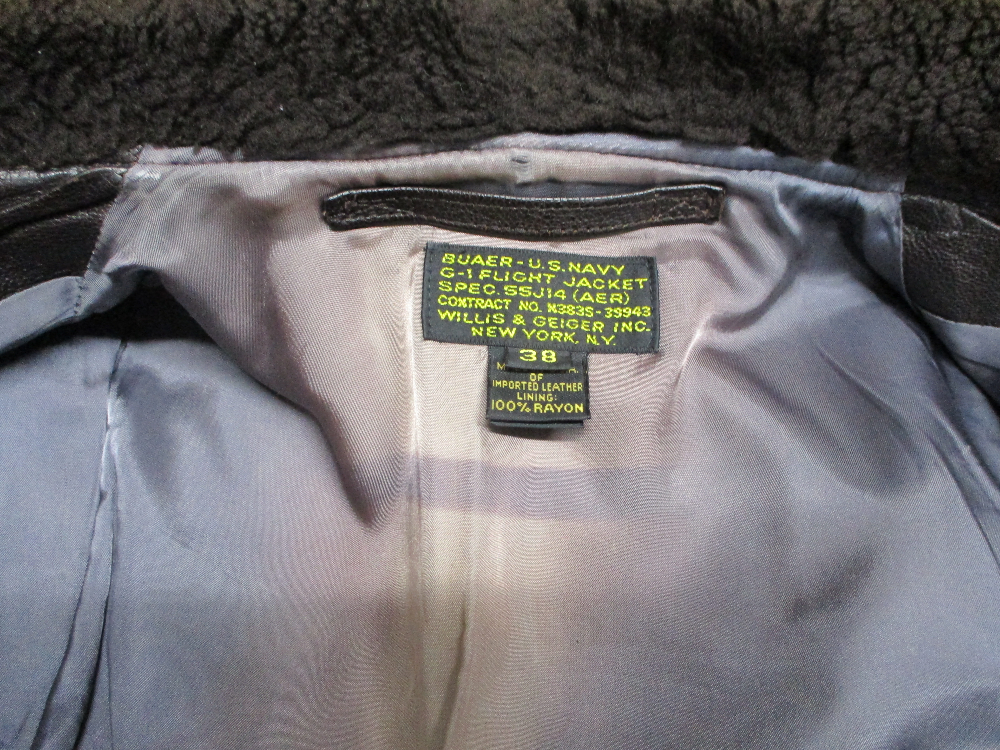 BUAER - U.S. NAVY
G-1 FLIGHT JACKET
SPEC. 55J14 (AER)
CONTRACT NO. N383S-39943
WILLIS & GEIGER INC.
NEW YORK, N.Y.
38
OF
IMPORTED LEATHER
LINING:
100% RAYON